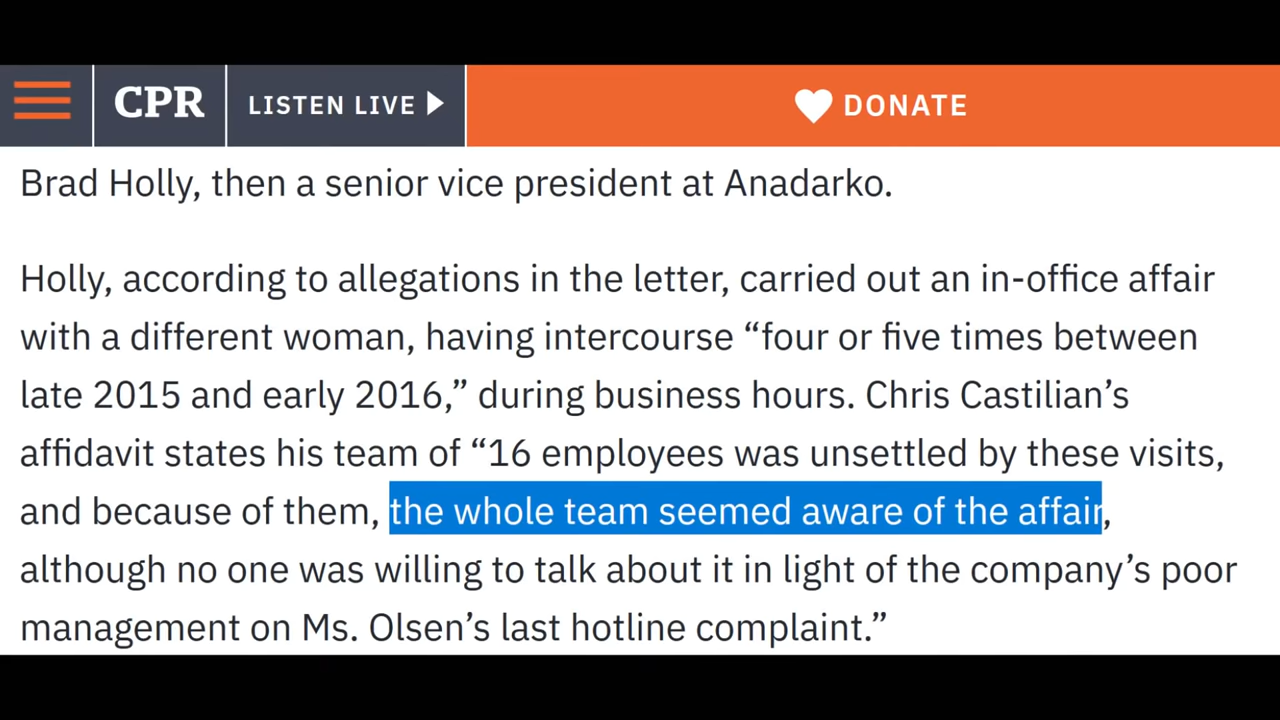 CPR LISTEN LIVE DONATE
Brad Holly, then a senior vice president at Anadarko.
Holly, according to allegations in the letter, carried out an in-office affair
with a different woman, having intercourse “four or five times between
late 2015 and early 2016,” during business hours. Chris Castilian’s
affidavit states his team of “16 employees was unsettled by these visits,
and because of them, the whole team seemed aware of the affair,
although no one was willing to talk about it in light of the company’s poor
management on Ms. Olsen’s last hotline complaint.”